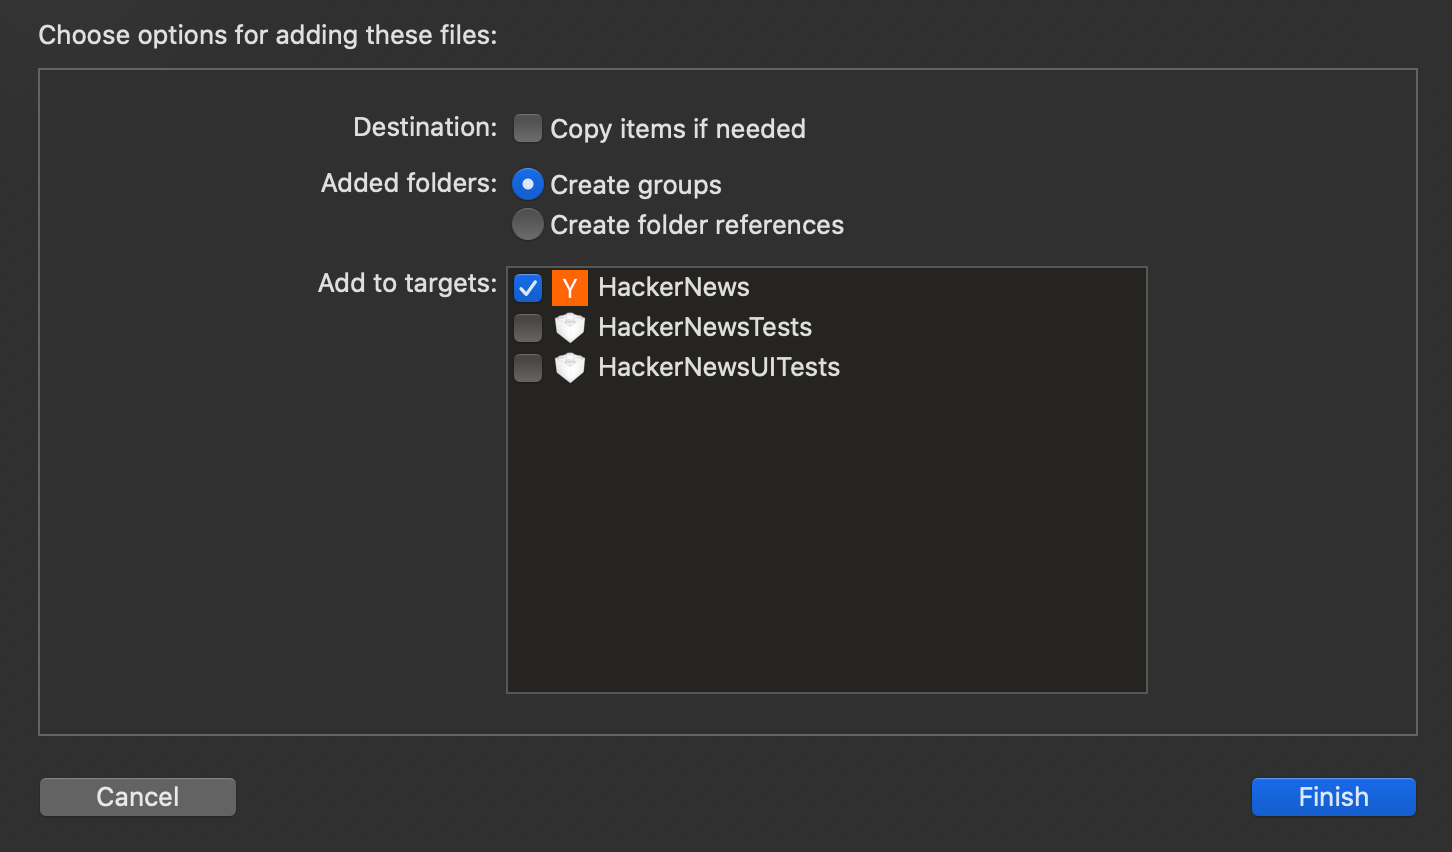 Choose options for adding these files:
Destination: Copy items if needed
Added folders: Create groups
Create folder references
Add to targets: Y HackerNews
HackerNewsTests
HackerNewsUITests
Cancel Finish